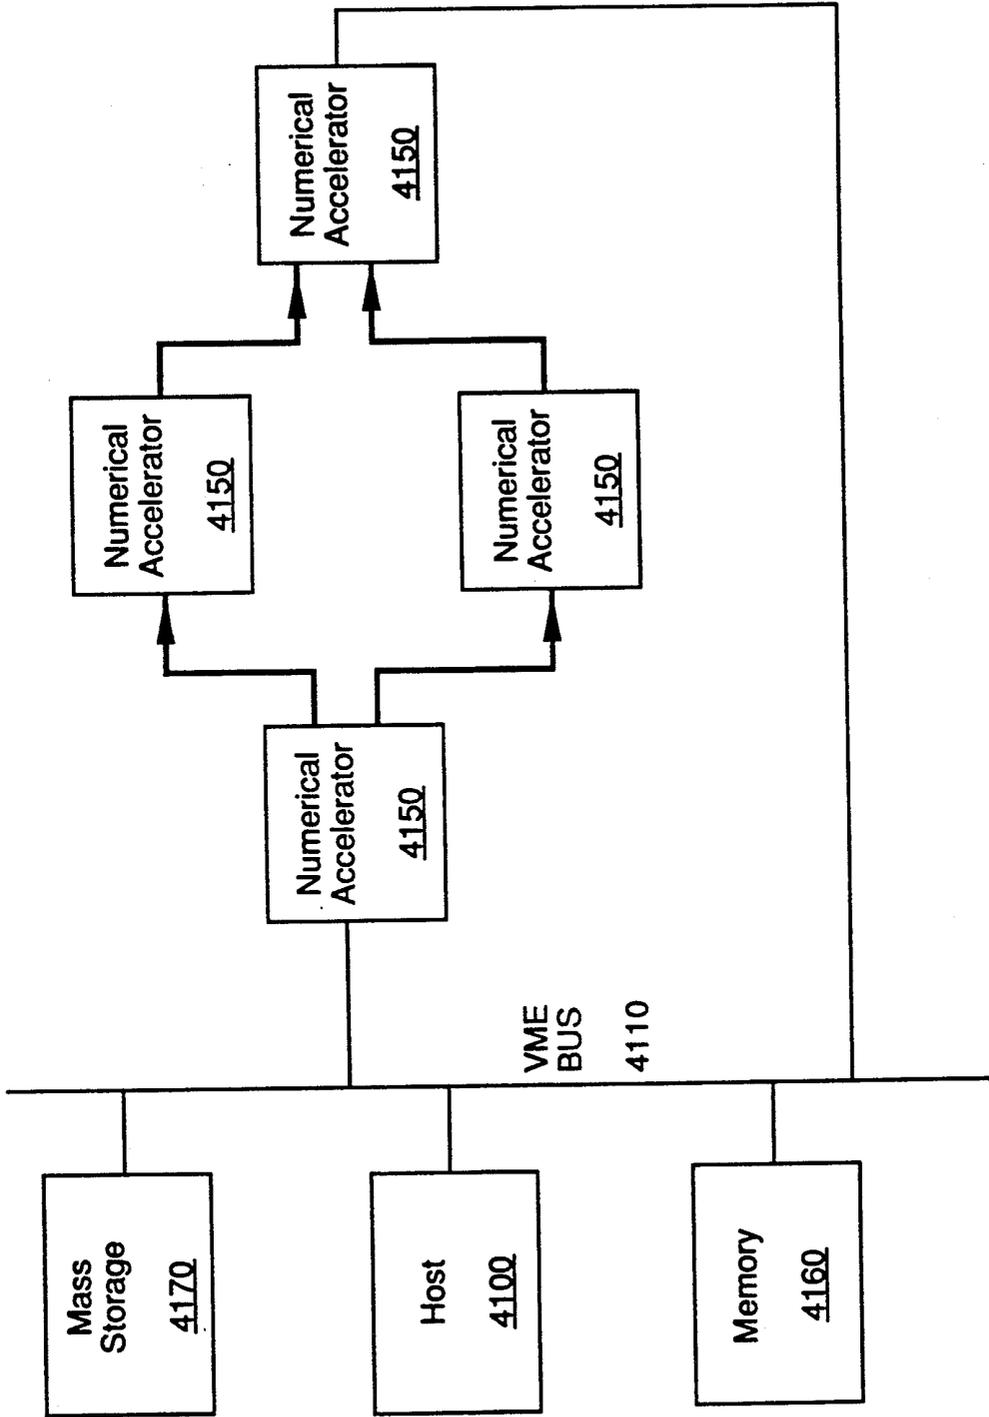 Mass
Storage
4170
Host
4100
Memory
4160
VME
BUS
4110
Numerical
Accelerator
4150
Numerical
Accelerator
4150
Numerical
Accelerator
4150
Numerical
Accelerator
4150